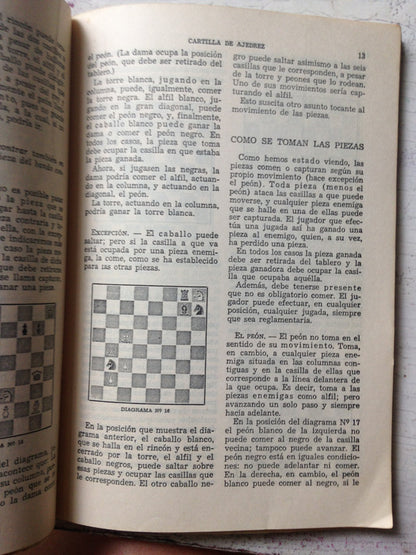 CARTILLA DE AJEDREZ
13
el peón. (La dama ocupa la posición
del peón, que debe ser retirado del
tablero.)
La torre blanca, jugando en la
columna, puede, igualmente, comer
la torre negra. El alfil blanco, ju-
gando en la gran diagonal, puede
comer el peón negro, y, finalmente,
el caballo blanco puede ganar la
dama o comer el peón negro. En
todos los casos, la pieza que toma
debe ocupar la casilla en que estaba
la pieza ganada.
Ahora, si juegan las negras, la
dama podría comer el alfil, actuan-
do en la columna, y actuando en la
diagonal, el peón.
La torre, actuando en la columna,
podría ganar la torre blanca.
EXCEPCIÓN. — El caballo puede
saltar; pero si la casilla a que va
está ocupada por una pieza enemi-
ga, la come, como se ha establecido
para las otras piezas.
DIAGRAMA Nº 16
En la posición que muestra el dia-
grama anterior, el caballo blanco,
que se halla en el rincón y está en-
cerrado por la torre, el alfil y el
caballo negros, puede saltar sobre
esas piezas y ocupar las casillas que
le corresponden. El otro caballo ne-
gro puede saltar asimismo a las seis
casillas que le corresponden, a pesar
de la torre y peones que lo rodean.
Uno de sus movimientos sería cap-
turando el alfil.
Esto suscita otro asunto tocante al
movimiento de las piezas.
COMO SE TOMAN LAS PIEZAS
Como hemos estado viendo, las
piezas comen o capturan según su
propio movimiento (hace excepción
el peón). Toda pieza (menos el
peón) ataca las casillas a que puede
moverse, y cualquier pieza enemiga
que se halle en una de ellas puede
ser capturada. El jugador que efec-
túa una jugada así ha ganado una
pieza al enemigo, quien, a su vez,
ha perdido una pieza.
En todos los casos la pieza ganada
debe ser retirada del tablero y la
pieza ganadora debe ocupar la casi-
lla que ocupaba aquélla.
Además, debe tenerse presente que
no es obligatorio comer. El ju-
gador puede efectuar, en cualquier
posición, cualquier jugada, siempre
que sea reglamentaria.
EL PEÓN. — El peón no toma en el
sentido de su movimiento. Toma,
en cambio, a cualquier pieza ene-
miga situada en las columnas con-
tiguas y en la casilla de ellas que
corresponde a la línea delantera de
la que ocupa. Es decir, toma las
piezas enemigas como alfil; pero
avanzando un solo paso y siempre
hacia adelante.
En la posición del diagrama Nº 17
el peón blanco de la izquierda no
puede comer al negro de la casilla
vecina; tampoco puede avanzar. El
peón negro está en iguales condicio-
nes: no puede adelantar ni comer.
En la derecha, en cambio, el peón
blanco puede comer al negro, si le